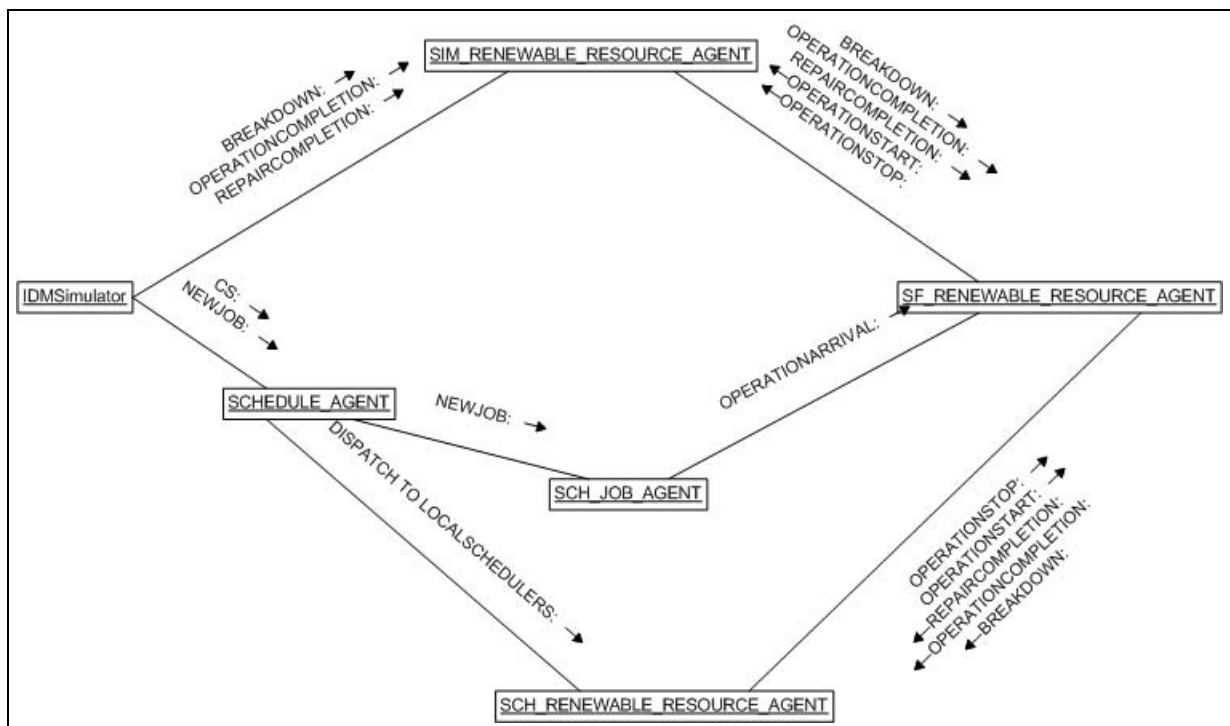 SIM_RENEWABLE_RESOURCE_AGENT
BREAKDOWN:
OPERATIONCOMPLETION:
REPAIRCOMPLETION:
BREAKDOWN:
OPERATIONCOMPLETION:
REPAIRCOMPLETION:
OPERATIONSTART:
OPERATIONSTOP:
IDMSimulator
SF_RENEWABLE_RESOURCE_AGENT
CS:
NEWJOB:
OPERATIONARRIVAL:
SCHEDULE_AGENT
NEWJOB:
SCH_JOB_AGENT
DISPATCH TO LOCALSCHEDULERS:
OPERATIONSTOP:
OPERATIONSTART:
REPAIRCOMPLETION:
OPERATIONCOMPLETION:
BREAKDOWN:
SCH_RENEWABLE_RESOURCE_AGENT